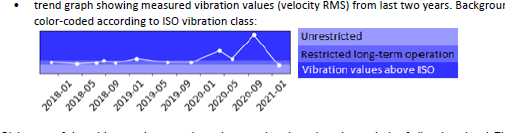 • trend graph showing measured vibration values (velocity RMS) from last two years. Backgrou
color-coded according to ISO vibration class:
Unrestricted
Restricted long-term operation
Vibration values above IISO
2018-01 2018-05 2018-09 2019-01 2019-05 2019-09 2020-01 2020-05 2020-09 2021-01